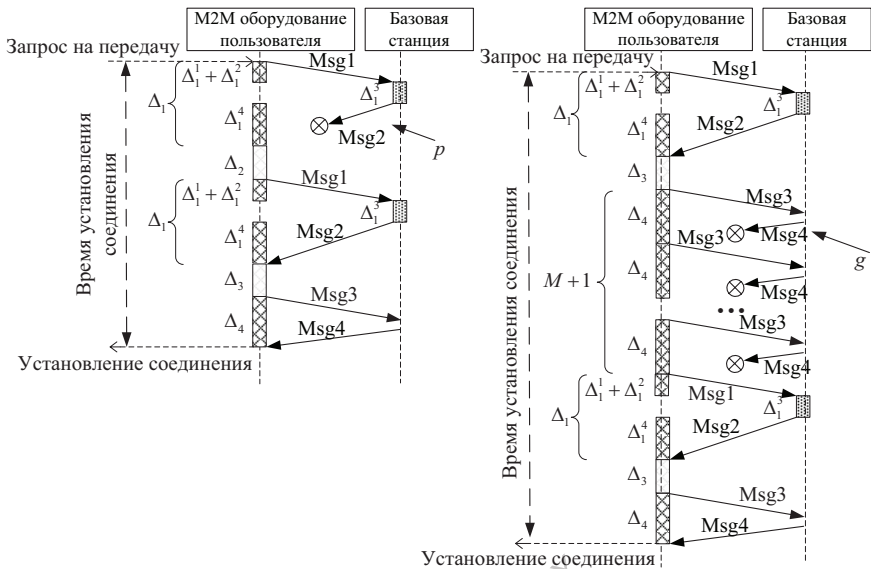 М2М оборудование
пользователя
Базовая
станция
Запрос на передачу
Время установления
соединения
Δ₁
Δ₁¹ + Δ₁²
Msg1
Δ₁³
Δ₁⁴
Msg2
p
Δ₂
Δ₁
Δ₁¹ + Δ₁²
Msg1
Δ₁³
Δ₁⁴
Msg2
Δ₃
Msg3
Δ₄
Msg4
Установление соединения
М2М оборудование
пользователя
Базовая
станция
Запрос на передачу
Время установления соединения
Δ₁
Δ₁¹ + Δ₁²
Msg1
Δ₁³
Δ₁⁴
Msg2
Δ₃
Msg3
M + 1
Δ₄
Msg4
g
Msg3
Δ₄
Msg4
...
Msg3
Δ₄
Msg4
Δ₁
Δ₁¹ + Δ₁²
Msg1
Δ₁³
Δ₁⁴
Msg2
Δ₃
Msg3
Δ₄
Msg4
Установление соединения